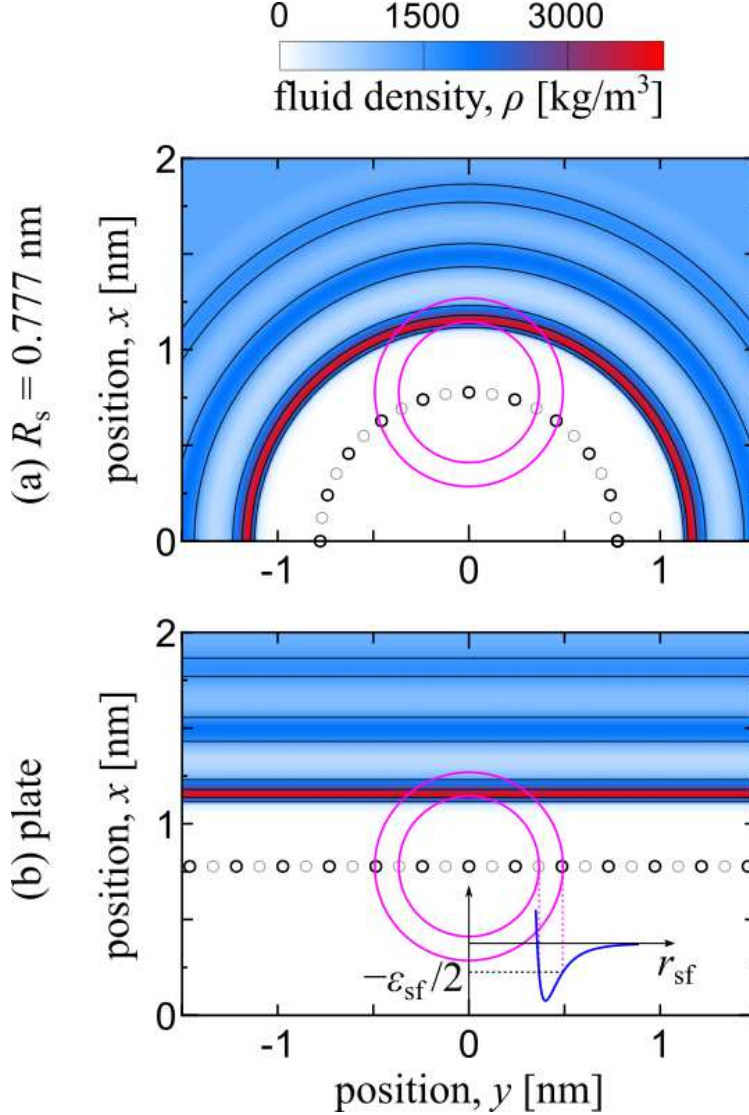 0 1500 3000
fluid density, ρ [kg/m³]
(a) Rₛ = 0.777 nm
position, x [nm]
2
1
0
-1 0 1
(b) plate
position, x [nm]
2
1
0
−εsf/2
rsf
-1 0 1
position, y [nm]